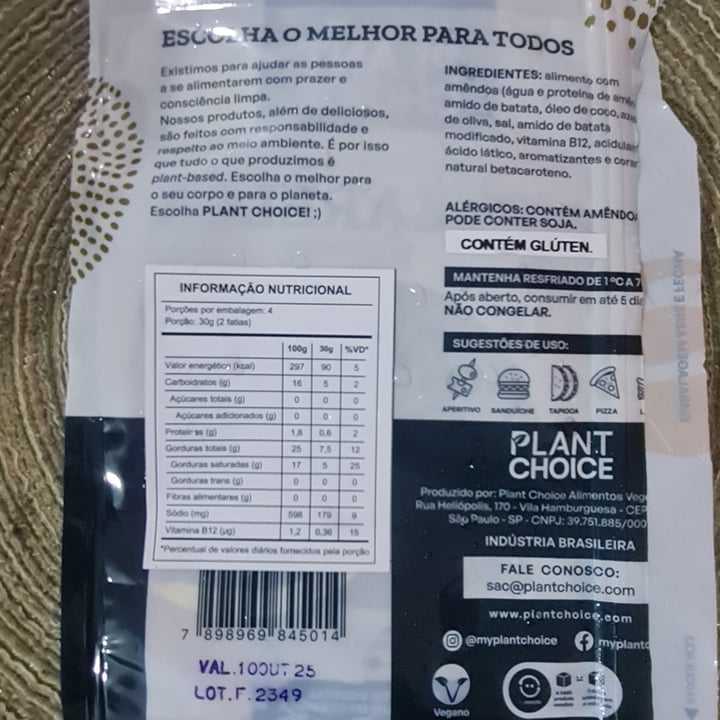 ESCOLHA O MELHOR PARA TODOS
Existimos para ajudar as pessoas
a se alimentarem com prazer e
consciência limpa.
Nossos produtos, além de deliciosos,
são feitos com responsabilidade e
respeito ao meio ambiente. É por isso
que tudo o que produzimos é
plant-based. Escolha o melhor para
o seu corpo e para o planeta.
Escolha PLANT CHOICE! ;)
INGREDIENTES: alimento com
amêndoa (água e proteína de
amido de batata, óleo de coco,
de oliva, sal, amido de batata
modificado, vitamina B12,
ácido lático, aromatizantes e
natural betacaroteno.
ALÉRGICOS: CONTÉM AMÊNDO
PODE CONTER SOJA.
CONTÉM GLÚTEN.
MANTENHA RESFRIADO DE 1ºC A 7
Após aberto, consumir em até 5
NÃO CONGELAR.
SUGESTÕES DE USO:
APERITIVO SANDUÍCHE TAPIOCA PIZZA
INFORMAÇÃO NUTRICIONAL
Porções por embalagem: 4
Porção: 30g (2 fatias)
100g 30g %VD*
Valor energético (kcal) 297 90 5
Carboidratos (g) 16 5 2
Açúcares totais (g) 0 0 0
Açúcares adicionados (g) 0 0 0
Proteínas (g) 1,8 0,6 2
Gorduras totais (g) 25 7,5 12
Gorduras saturadas (g) 17 5 25
Gorduras trans (g) 0 0 0
Fibras alimentares (g) 0 0 0
Sódio (mg) 598 179 9
Vitamina B12 (µg) 1,2 0,36 15
*Percentual de valores diários fornecidos pela porção
7 898969 845014
VAL.10OUT 25
LOT.F.2349
PLANT
CHOICE
Produzido por: Plant Choice Alimentos Veg
Rua Heliópolis, 170 - Vila Hamburguesa - CEP
São Paulo - SP - CNPJ: 39.751.885/000
INDÚSTRIA BRASILEIRA
FALE CONOSCO:
sac@plantchoice.com
www.plantchoice.com
@myplantchoice myplantc
Vegano
EMBALAGEM ABRE E FECHA